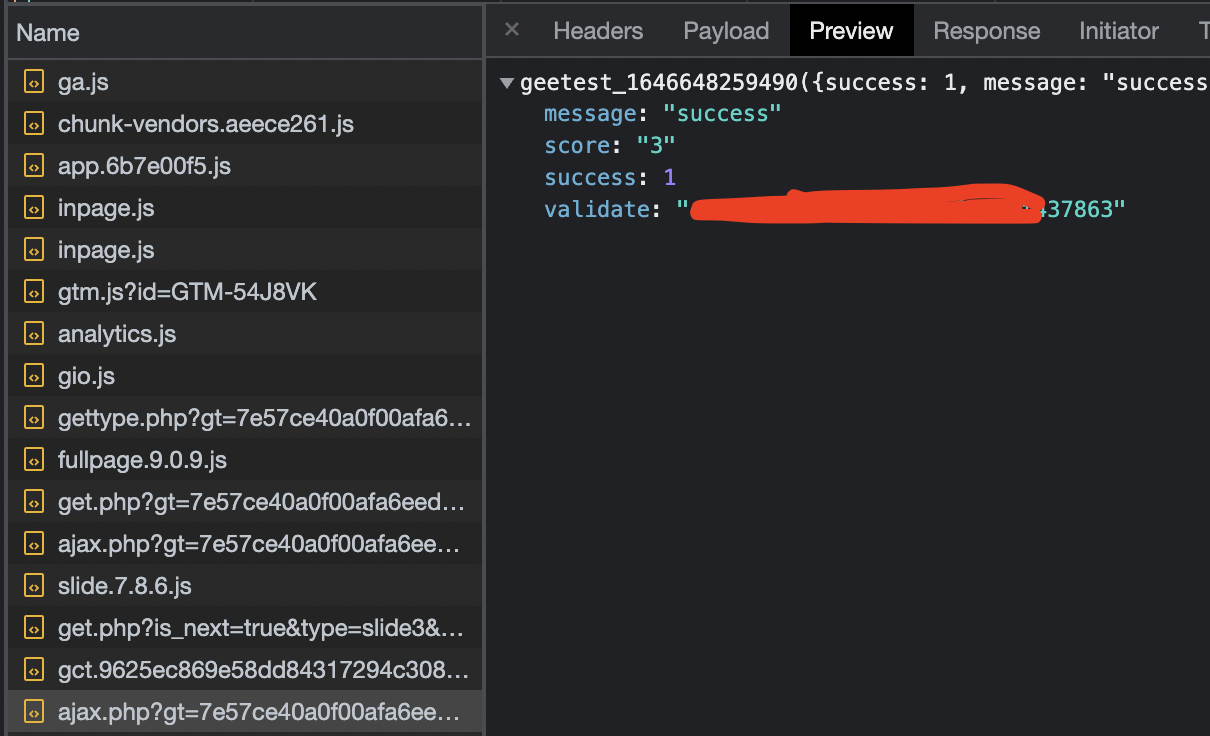 Name
ga.js
chunk-vendors.aeece261.js
app.6b7e00f5.js
inpage.js
inpage.js
gtm.js?id=GTM-54J8VK
analytics.js
gio.js
gettype.php?gt=7e57ce40a0f00afa6...
fullpage.9.0.9.js
get.php?gt=7e57ce40a0f00afa6eed...
ajax.php?gt=7e57ce40a0f00afa6ee...
slide.7.8.6.js
get.php?is_next=true&type=slide3&...
gct.9625ec869e58dd84317294c308...
ajax.php?gt=7e57ce40a0f00afa6ee...
× Headers Payload Preview Response Initiator T
▼geetest_1646648259490({success: 1, message: "success
message: "success"
score: "3"
success: 1
validate: " 37863"